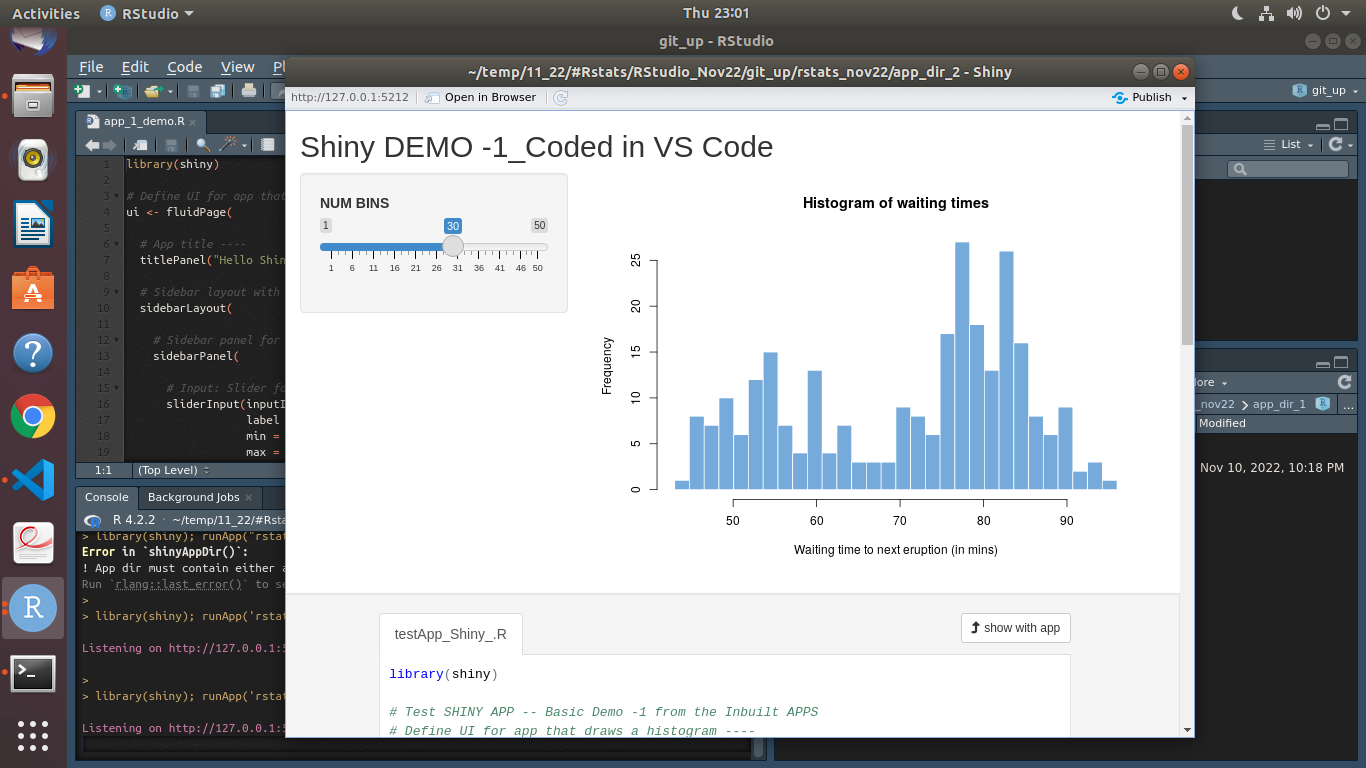 Activities
RStudio
Thu 23:01
git_up - RStudio
File Edit Code View
git_up
app_1_demo.R
List
1 library(shiny)
2
3 # Define UI for app that
4 ui <- fluidPage(
5
6 # App title ----
7 titlePanel("Hello Shin
8
9 # Sidebar layout with
10 sidebarLayout(
11
12 # Sidebar panel for
13 sidebarPanel(
14
15 # Input: Slider fo
16 sliderInput(inputI
17 label
18 min =
19 max =
1:1 (Top Level)
Console Background Jobs
R 4.2.2 · ~/temp/11_22/#Rsta
> library(shiny); runApp('rstat
Error in `shinyAppDir()`:
! App dir must contain either a
Run `rlang::last_error()` to se
>
> library(shiny); runApp('rstat
Listening on http://127.0.0.1:5
>
> library(shiny); runApp('rstat
Listening on http://127.0.0.1:5
~/temp/11_22/#Rstats/RStudio_Nov22/git_up/rstats_nov22/app_dir_2 - Shiny
http://127.0.0.1:5212 Open in Browser Publish
Shiny DEMO -1_Coded in VS Code
NUM BINS
1 30 50
1 6 11 16 21 26 31 36 41 46 50
Histogram of waiting times
Frequency
25
20
15
10
5
0
50 60 70 80 90
Waiting time to next eruption (in mins)
testApp_Shiny_.R
show with app
library(shiny)
# Test SHINY APP -- Basic Demo -1 from the Inbuilt APPS
# Define UI for app that draws a histogram ----
ore
_nov22 app_dir_1 ...
Modified
Nov 10, 2022, 10:18 PM